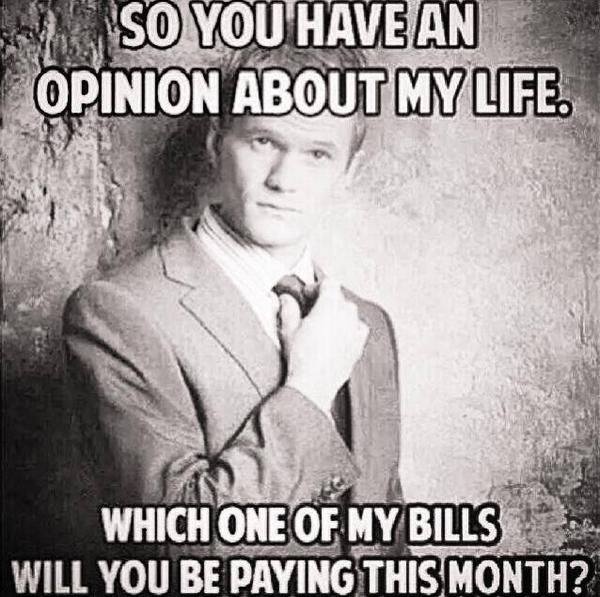 SO YOU HAVE AN
OPINION ABOUT MY LIFE.
WHICH ONE OF MY BILLS
WILL YOU BE PAYING THIS MONTH?